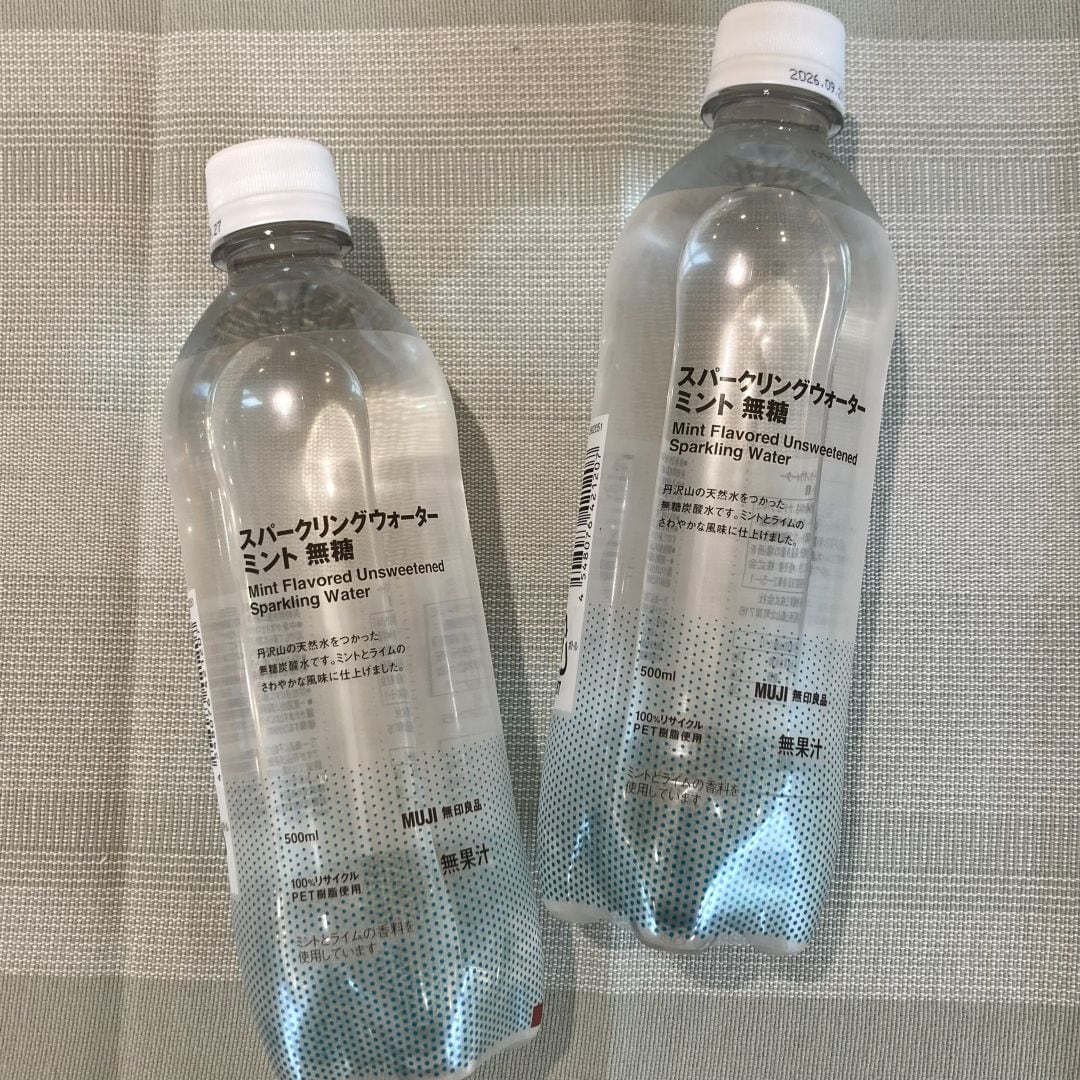 27
スパークリングウォーター
ミント 無糖
Mint Flavored Unsweetened
Sparkling Water
丹沢山の天然水をつかった
無糖炭酸水です。ミントとライムの
さわやかな風味に仕上げました。
MUJI 無印良品
500ml
無果汁
100%リサイクル
PET樹脂使用
ミントとライムの香料を
使用しています
2026.09.2
スパークリングウォーター
ミント 無糖
Mint Flavored Unsweetened
Sparkling Water
丹沢山の天然水をつかった
無糖炭酸水です。ミントとライムの
さわやかな風味に仕上げました。
4 548076 421207
500ml
MUJI 無印良品
100%リサイクル
PET樹脂使用
無果汁
ミントとライムの香料を
使用しています